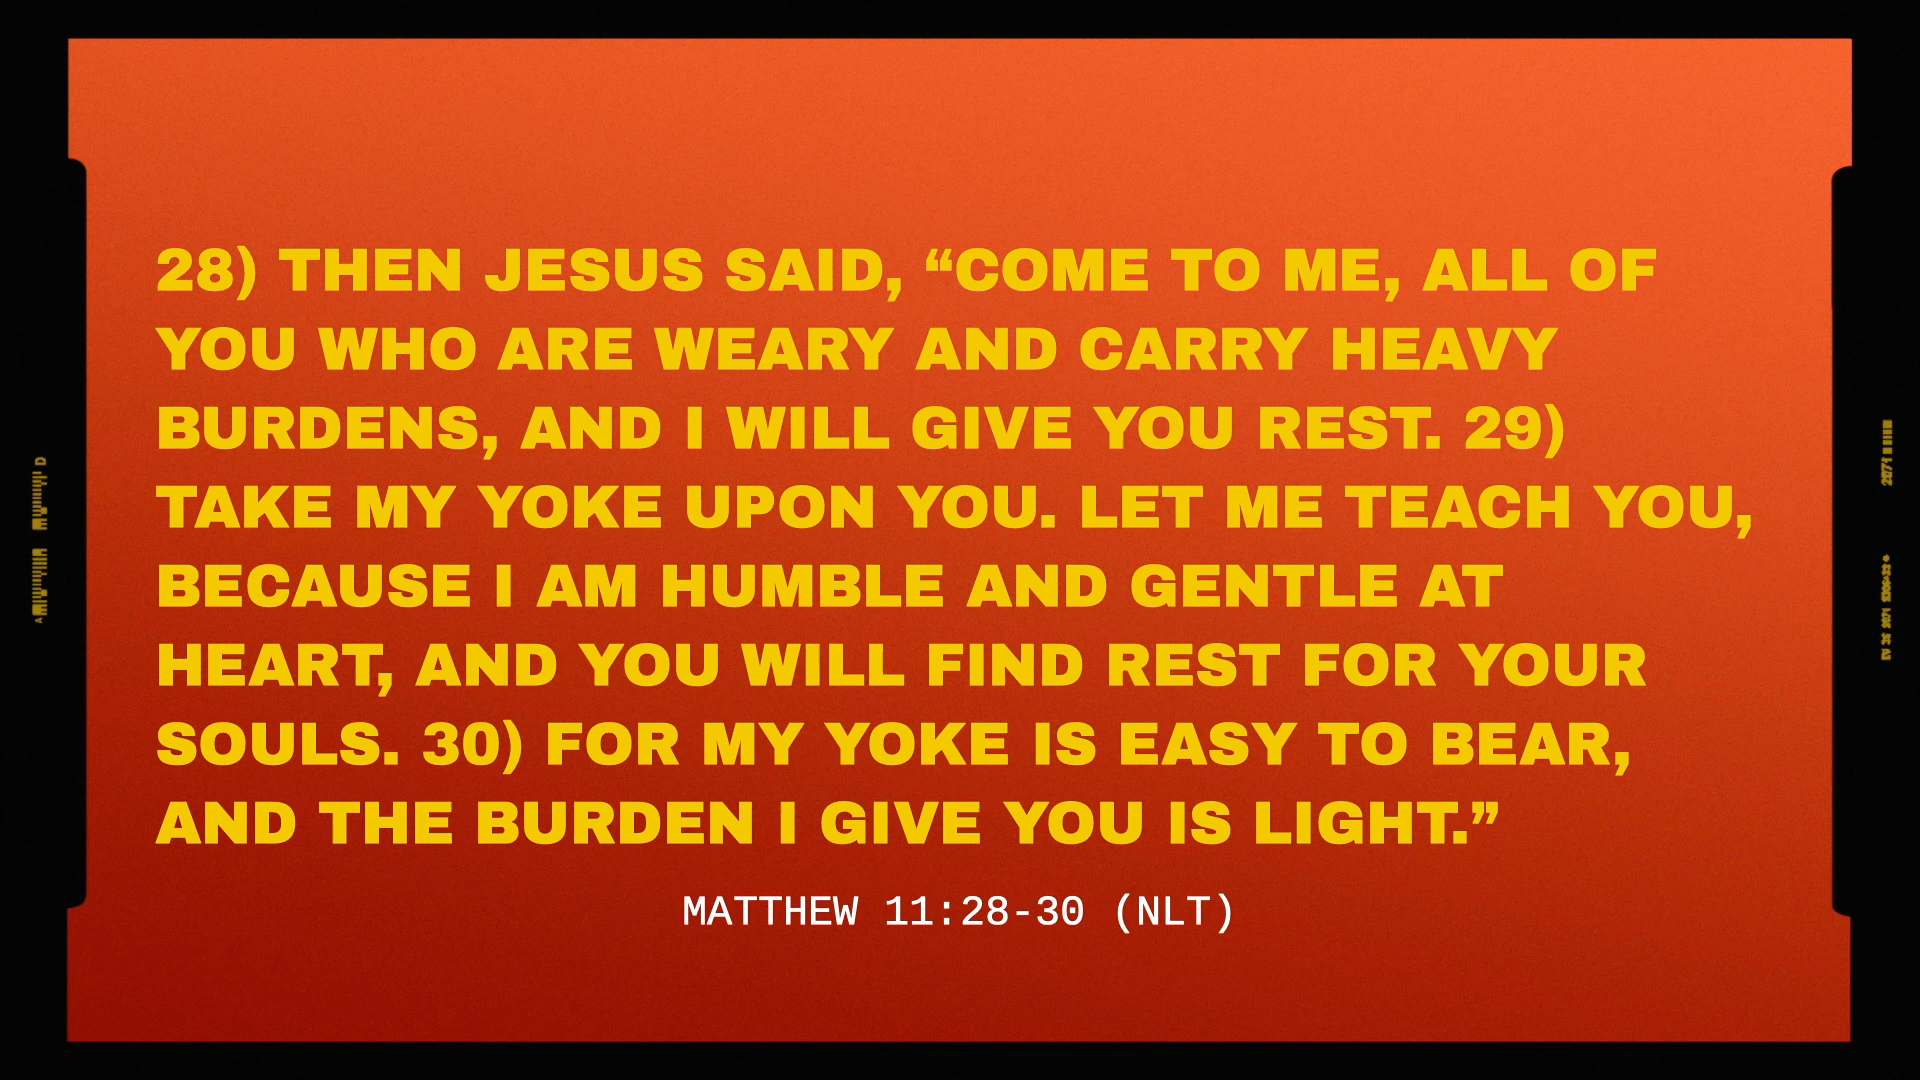 28) THEN JESUS SAID, “COME TO ME, ALL OF
YOU WHO ARE WEARY AND CARRY HEAVY
BURDENS, AND I WILL GIVE YOU REST. 29)
TAKE MY YOKE UPON YOU. LET ME TEACH YOU,
BECAUSE I AM HUMBLE AND GENTLE AT
HEART, AND YOU WILL FIND REST FOR YOUR
SOULS. 30) FOR MY YOKE IS EASY TO BEAR,
AND THE BURDEN I GIVE YOU IS LIGHT.”
MATTHEW 11:28-30 (NLT)